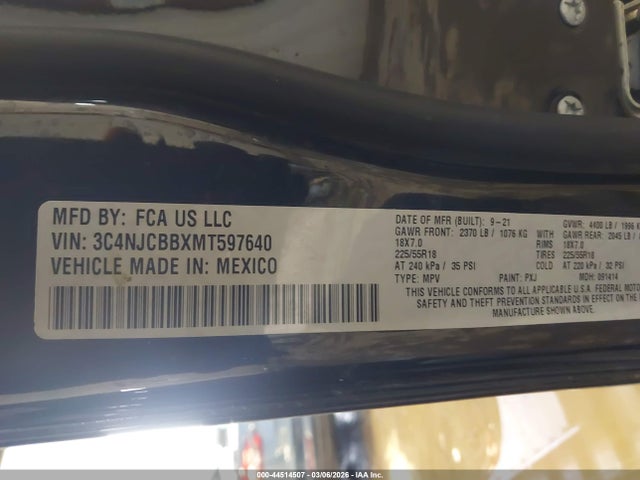 MFD BY: FCA US LLC
VIN: 3C4NJCBBXMT597640
VEHICLE MADE IN: MEXICO
DATE OF MFR (BUILT): 9-21 GVWR: 4400 LB / 1996 K
GAWR FRONT: 2370 LB / 1076 KG GAWR REAR: 2045 LB /
18X7.0 RIMS 18X7.0
225/55R18 TIRES 225/55R18
AT 240 kPa / 35 PSI COLD AT 220 kPa / 32 PSI
TYPE: MPV PAINT: PXJ MDH: 091414
THIS VEHICLE CONFORMS TO ALL APPLICABLE U.S.A. FEDERAL MOTO
SAFETY AND THEFT PREVENTION STANDARDS IN EFFECT ON THE
MANUFACTURE SHOWN ABOVE.
000-44514507 - 03/06/2026 - IAA Inc.